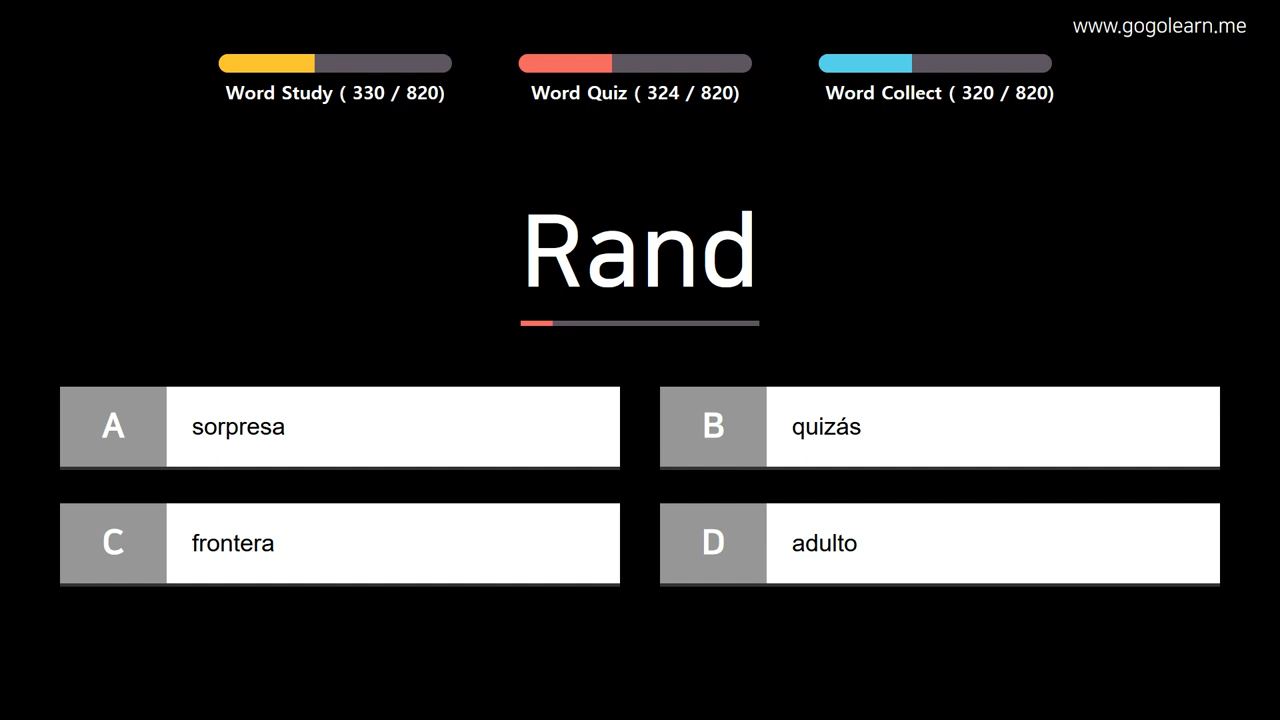 www.gogolearn.me
Word Study ( 330 / 820)
Word Quiz ( 324 / 820)
Word Collect ( 320 / 820)
Rand
A sorpresa
B quizás
C frontera
D adulto